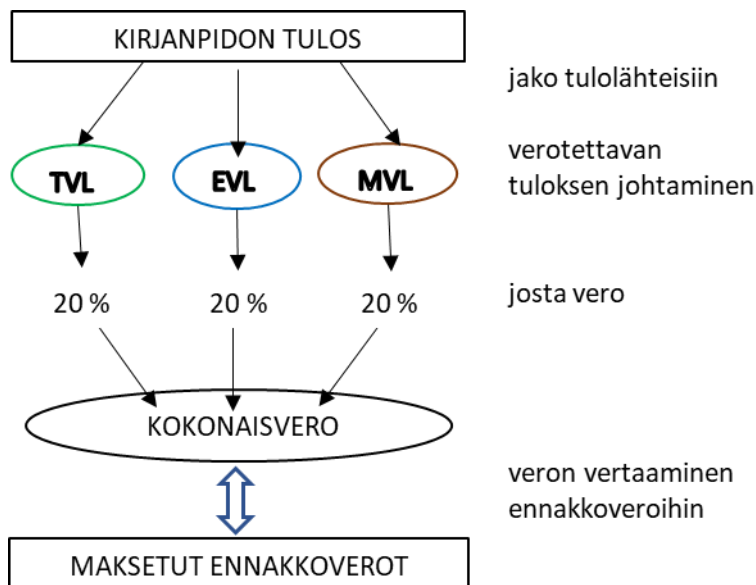 KIRJANPIDON TULOS
jako tulolähteisiin
TVL
EVL
MVL
verotettavan
tuloksen johtaminen
20 %
20 %
20 %
josta vero
KOKONAISVERO
veron vertaaminen
ennakkoveroihin
MAKSETUT ENNAKKOVEROT